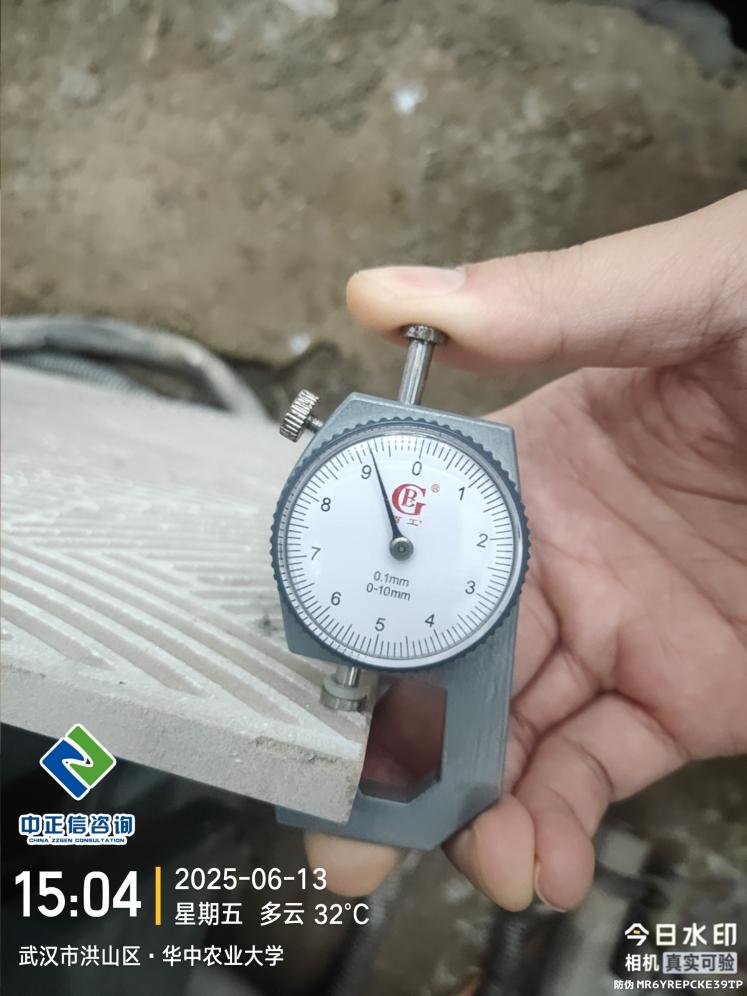 0
1
2
3
4
5
6
7
8
9
®
0.1mm
0-10mm
中正信咨询
CHINA ZZSEN CONSULTATION
15:04
2025-06-13
星期五 多云 32°C
武汉市洪山区·华中农业大学
今日水印
相机 真实可验
防伪 MR6YREPCKE39TP